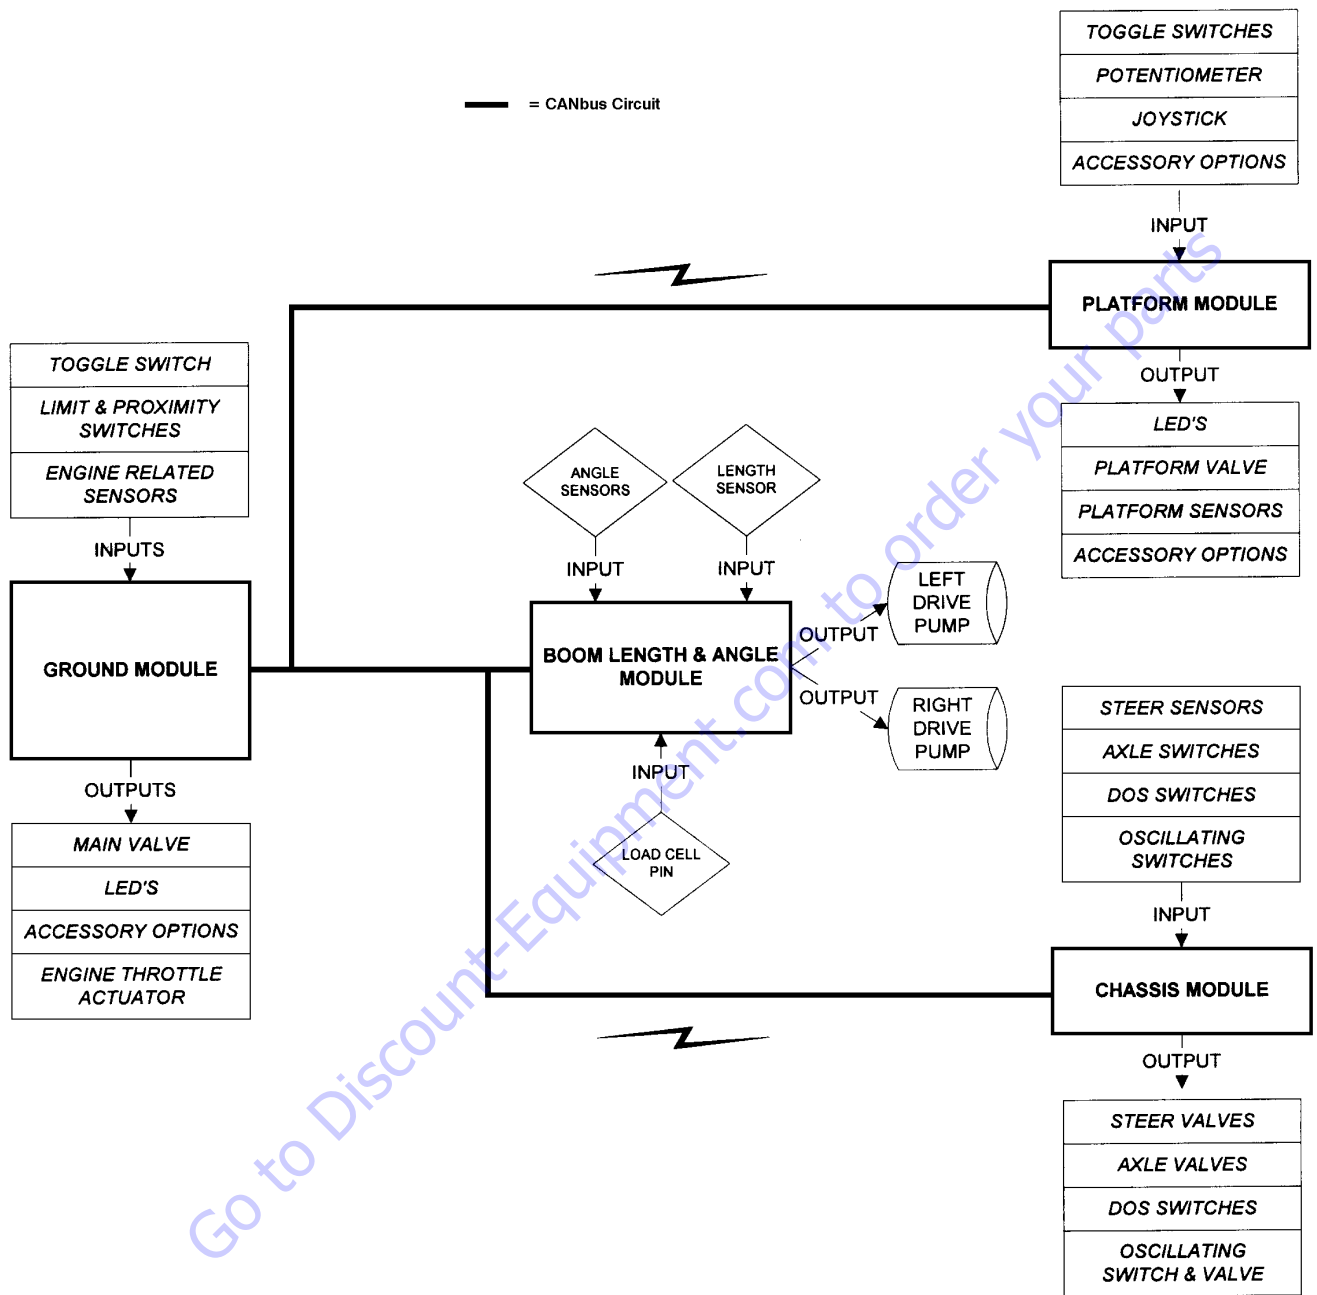 = CANbus Circuit
TOGGLE SWITCHES
POTENTIOMETER
JOYSTICK
ACCESSORY OPTIONS
INPUT
PLATFORM MODULE
OUTPUT
LED'S
PLATFORM VALVE
PLATFORM SENSORS
ACCESSORY OPTIONS
TOGGLE SWITCH
LIMIT & PROXIMITY
SWITCHES
ENGINE RELATED
SENSORS
INPUTS
GROUND MODULE
OUTPUTS
MAIN VALVE
LED'S
ACCESSORY OPTIONS
ENGINE THROTTLE
ACTUATOR
ANGLE
SENSORS
INPUT
LENGTH
SENSOR
INPUT
BOOM LENGTH & ANGLE
MODULE
OUTPUT
LEFT
DRIVE
PUMP
OUTPUT
RIGHT
DRIVE
PUMP
INPUT
LOAD CELL
PIN
STEER SENSORS
AXLE SWITCHES
DOS SWITCHES
OSCILLATING
SWITCHES
INPUT
CHASSIS MODULE
OUTPUT
STEER VALVES
AXLE VALVES
DOS SWITCHES
OSCILLATING
SWITCH & VALVE
Go to Discount-Equipment.com to order your parts